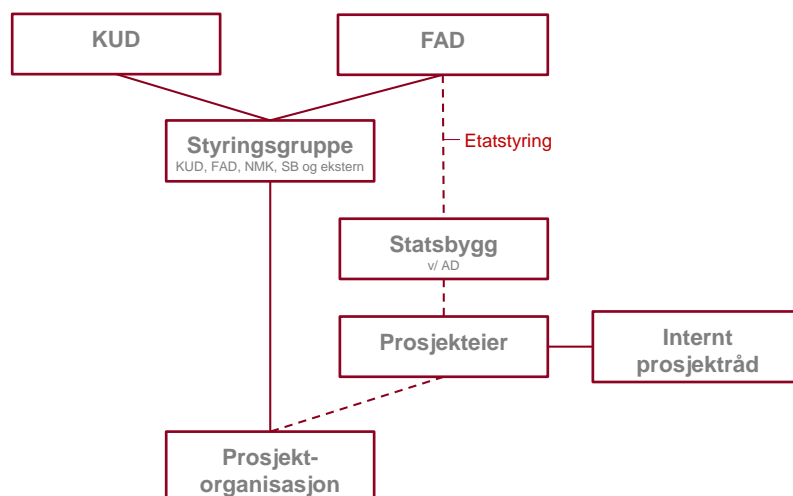 KUD
FAD
Styringsgruppe
KUD, FAD, NMK, SB og ekstern
Etatstyring
Statsbygg
v/ AD
Prosjekteier
Internt
prosjektråd
Prosjekt-
organisasjon